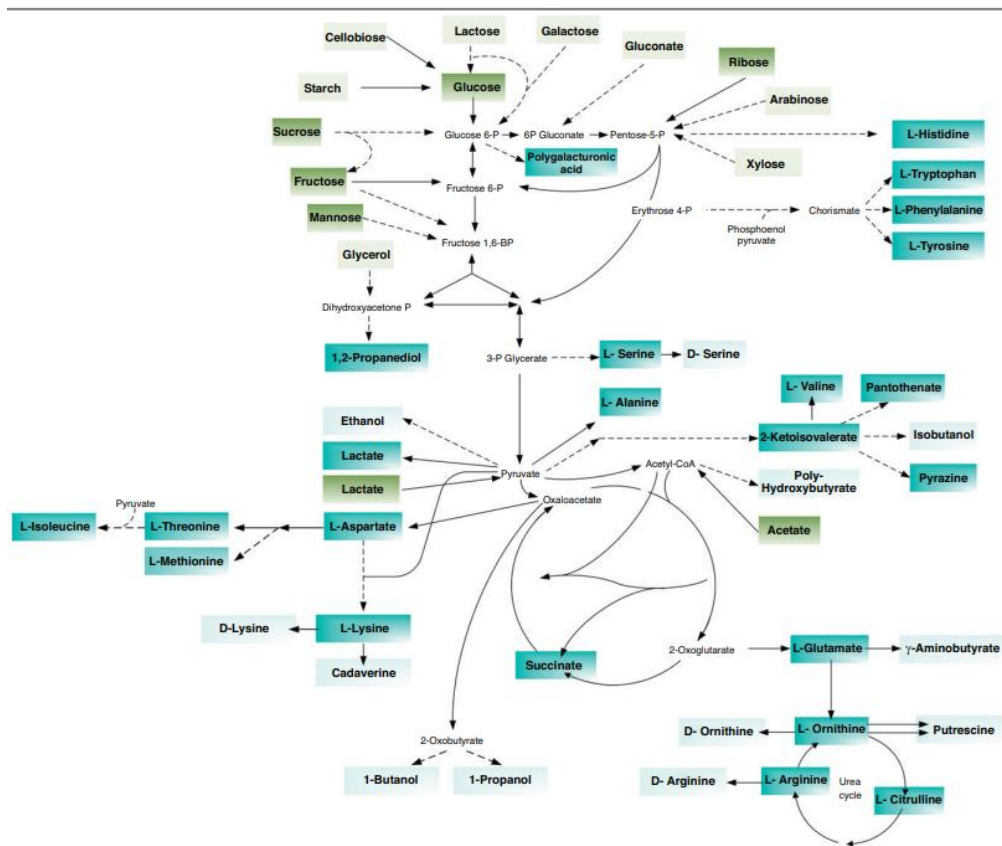 Lactose
Galactose
Cellobiose
Gluconate
Ribose
Starch
Glucose
Arabinose
Sucrose
Glucose 6-P
6P Gluconate
Pentose-5-P
L-Histidine
Polygalacturonic
acid
Xylose
L-Tryptophan
Fructose
Fructose 6-P
Mannose
Erythrose 4-P
Chorismate
L-Phenylalanine
Phosphoenol
pyruvate
Fructose 1,6-BP
L-Tyrosine
Glycerol
Dihydroxyacetone P
1,2-Propanediol
3-P Glycerate
L- Serine
D- Serine
L- Valine
Pantothenate
L- Alanine
Ethanol
2-Ketoisovalerate
Isobutanol
Lactate
Pyruvate
Acetyl-CoA
Poly-
Hydroxybutyrate
Pyrazine
Lactate
Oxaloacetate
Pyruvate
L-Isoleucine
L-Threonine
L-Aspartate
Acetate
L-Methionine
D-Lysine
L-Lysine
Cadaverine
Succinate
2-Oxoglutarate
L-Glutamate
γ-Aminobutyrate
2-Oxobutyrate
D- Ornithine
L- Ornithine
Putrescine
1-Butanol
1-Propanol
D- Arginine
L- Arginine
Urea
cycle
L- Citrulline